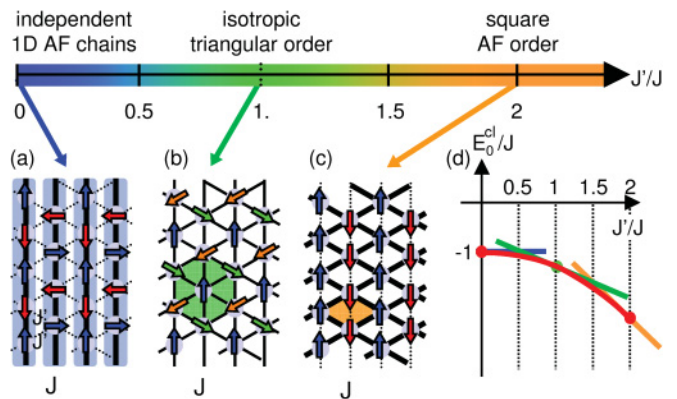 independent
1D AF chains
isotropic
triangular order
square
AF order
J'/J
0
0.5
1.
1.5
2
(a)
(b)
(c)
(d)
E₀ᶜˡ/J
0.5
1
1.5
2
J'/J
-1
J'
J'
J
J
J